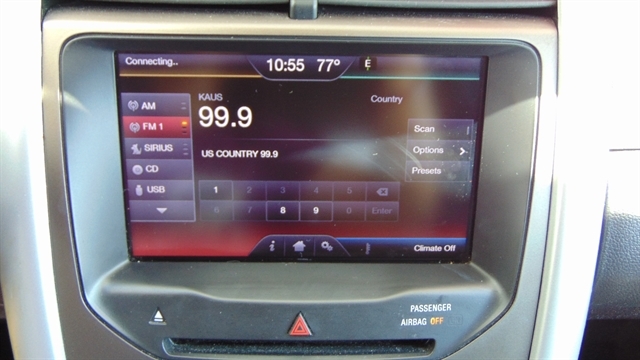 Connecting..
10:55 77° E
KAUS
Country
99.9
US COUNTRY 99.9
AM
FM 1
SIRIUS
CD
USB
Scan
Options
Presets
1 2 3 4 5
6 7 8 9 0 Enter
i
Climate Off
PASSENGER
AIRBAG OFF